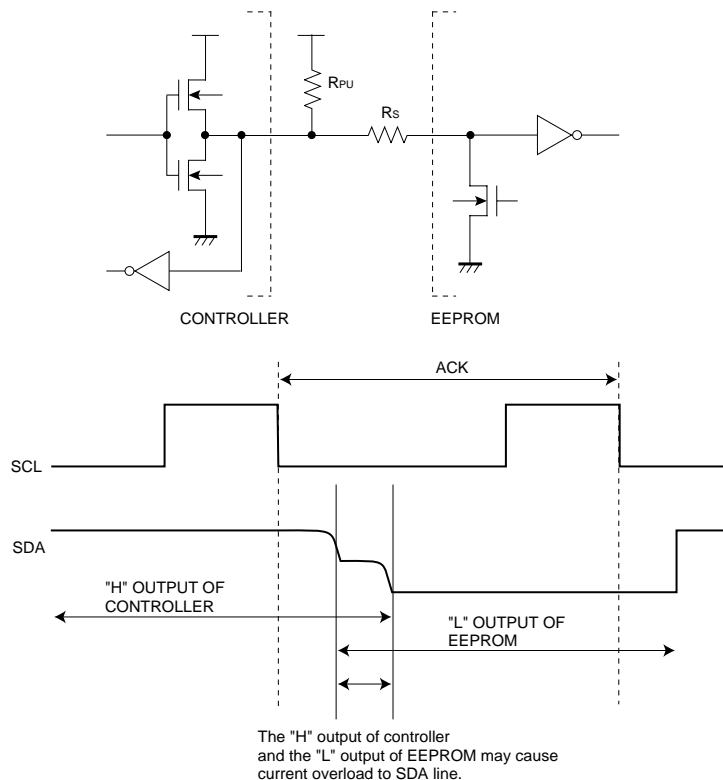 RPU
RS
CONTROLLER
EEPROM
ACK
SCL
SDA
"H" OUTPUT OF
CONTROLLER
"L" OUTPUT OF
EEPROM
The "H" output of controller
and the "L" output of EEPROM may cause
current overload to SDA line.